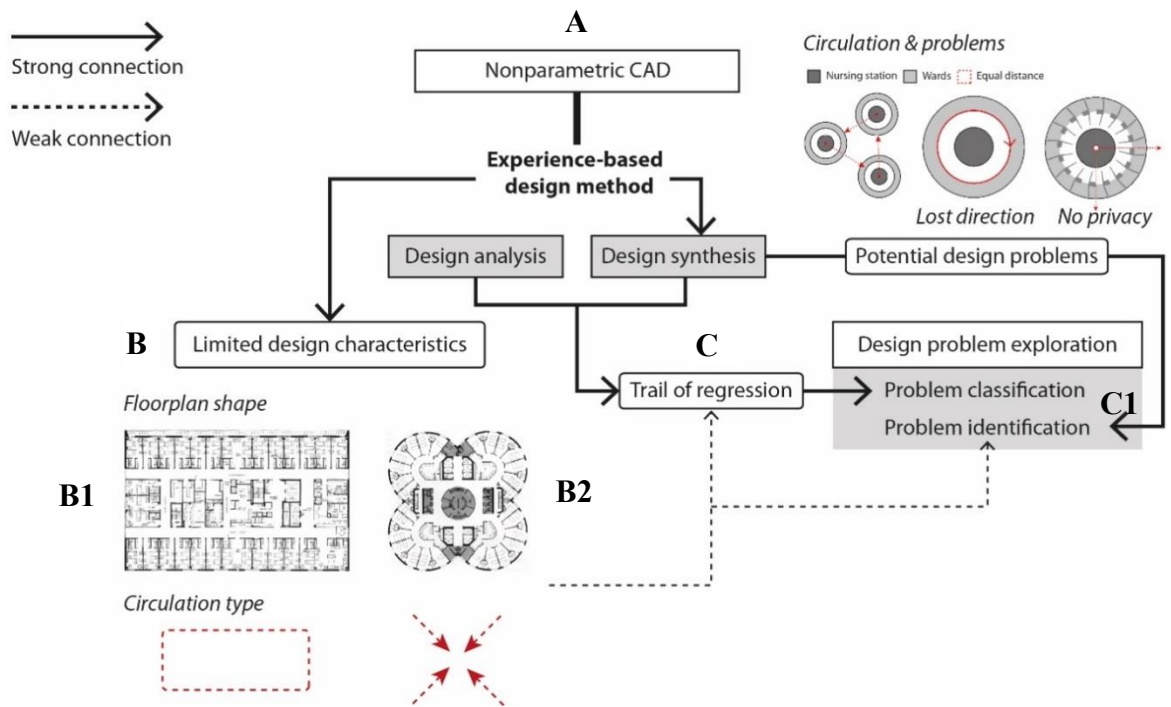 A
Strong connection
Weak connection
Nonparametric CAD
Circulation & problems
Nursing station
Wards
Equal distance
Experience-based
design method
Lost direction
No privacy
Design analysis
Design synthesis
Potential design problems
B
Limited design characteristics
C
Design problem exploration
Trail of regression
Problem classification
C1
Problem identification
Floorplan shape
B1
B2
Circulation type